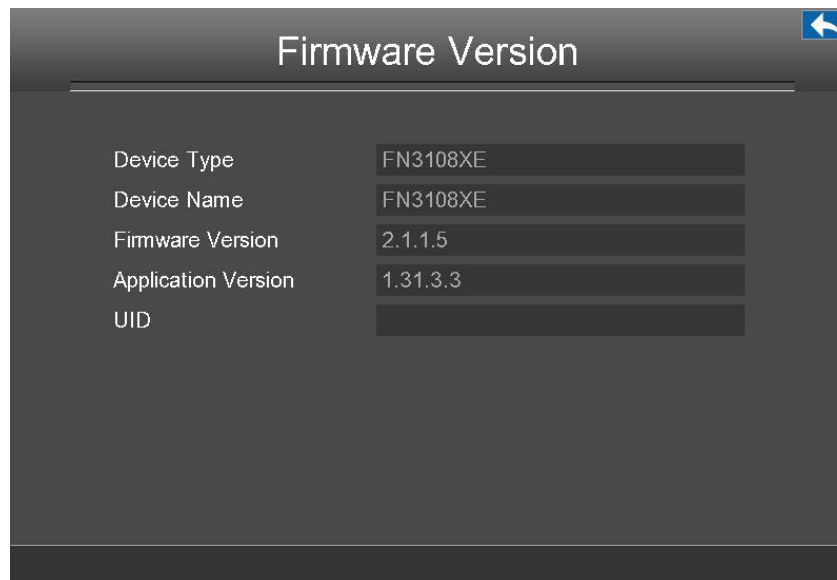 Firmware Version
Device Type FN3108XE
Device Name FN3108XE
Firmware Version 2.1.1.5
Application Version 1.31.3.3
UID